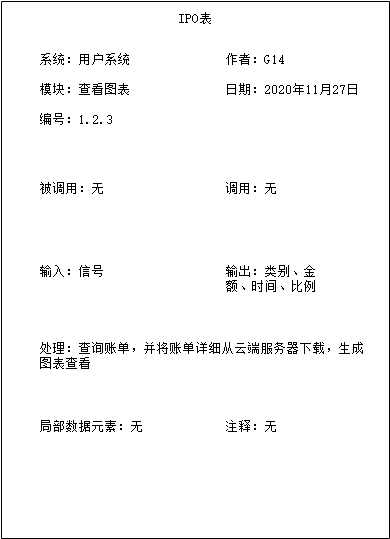 IPO表
系统：用户系统 作者：G14
模块：查看图表 日期：2020年11月27日
编号：1.2.3
被调用：无 调用：无
输入：信号 输出：类别、金
额、时间、比例
处理：查询账单，并将账单详细从云端服务器下载，生成
图表查看
局部数据元素：无 注释：无